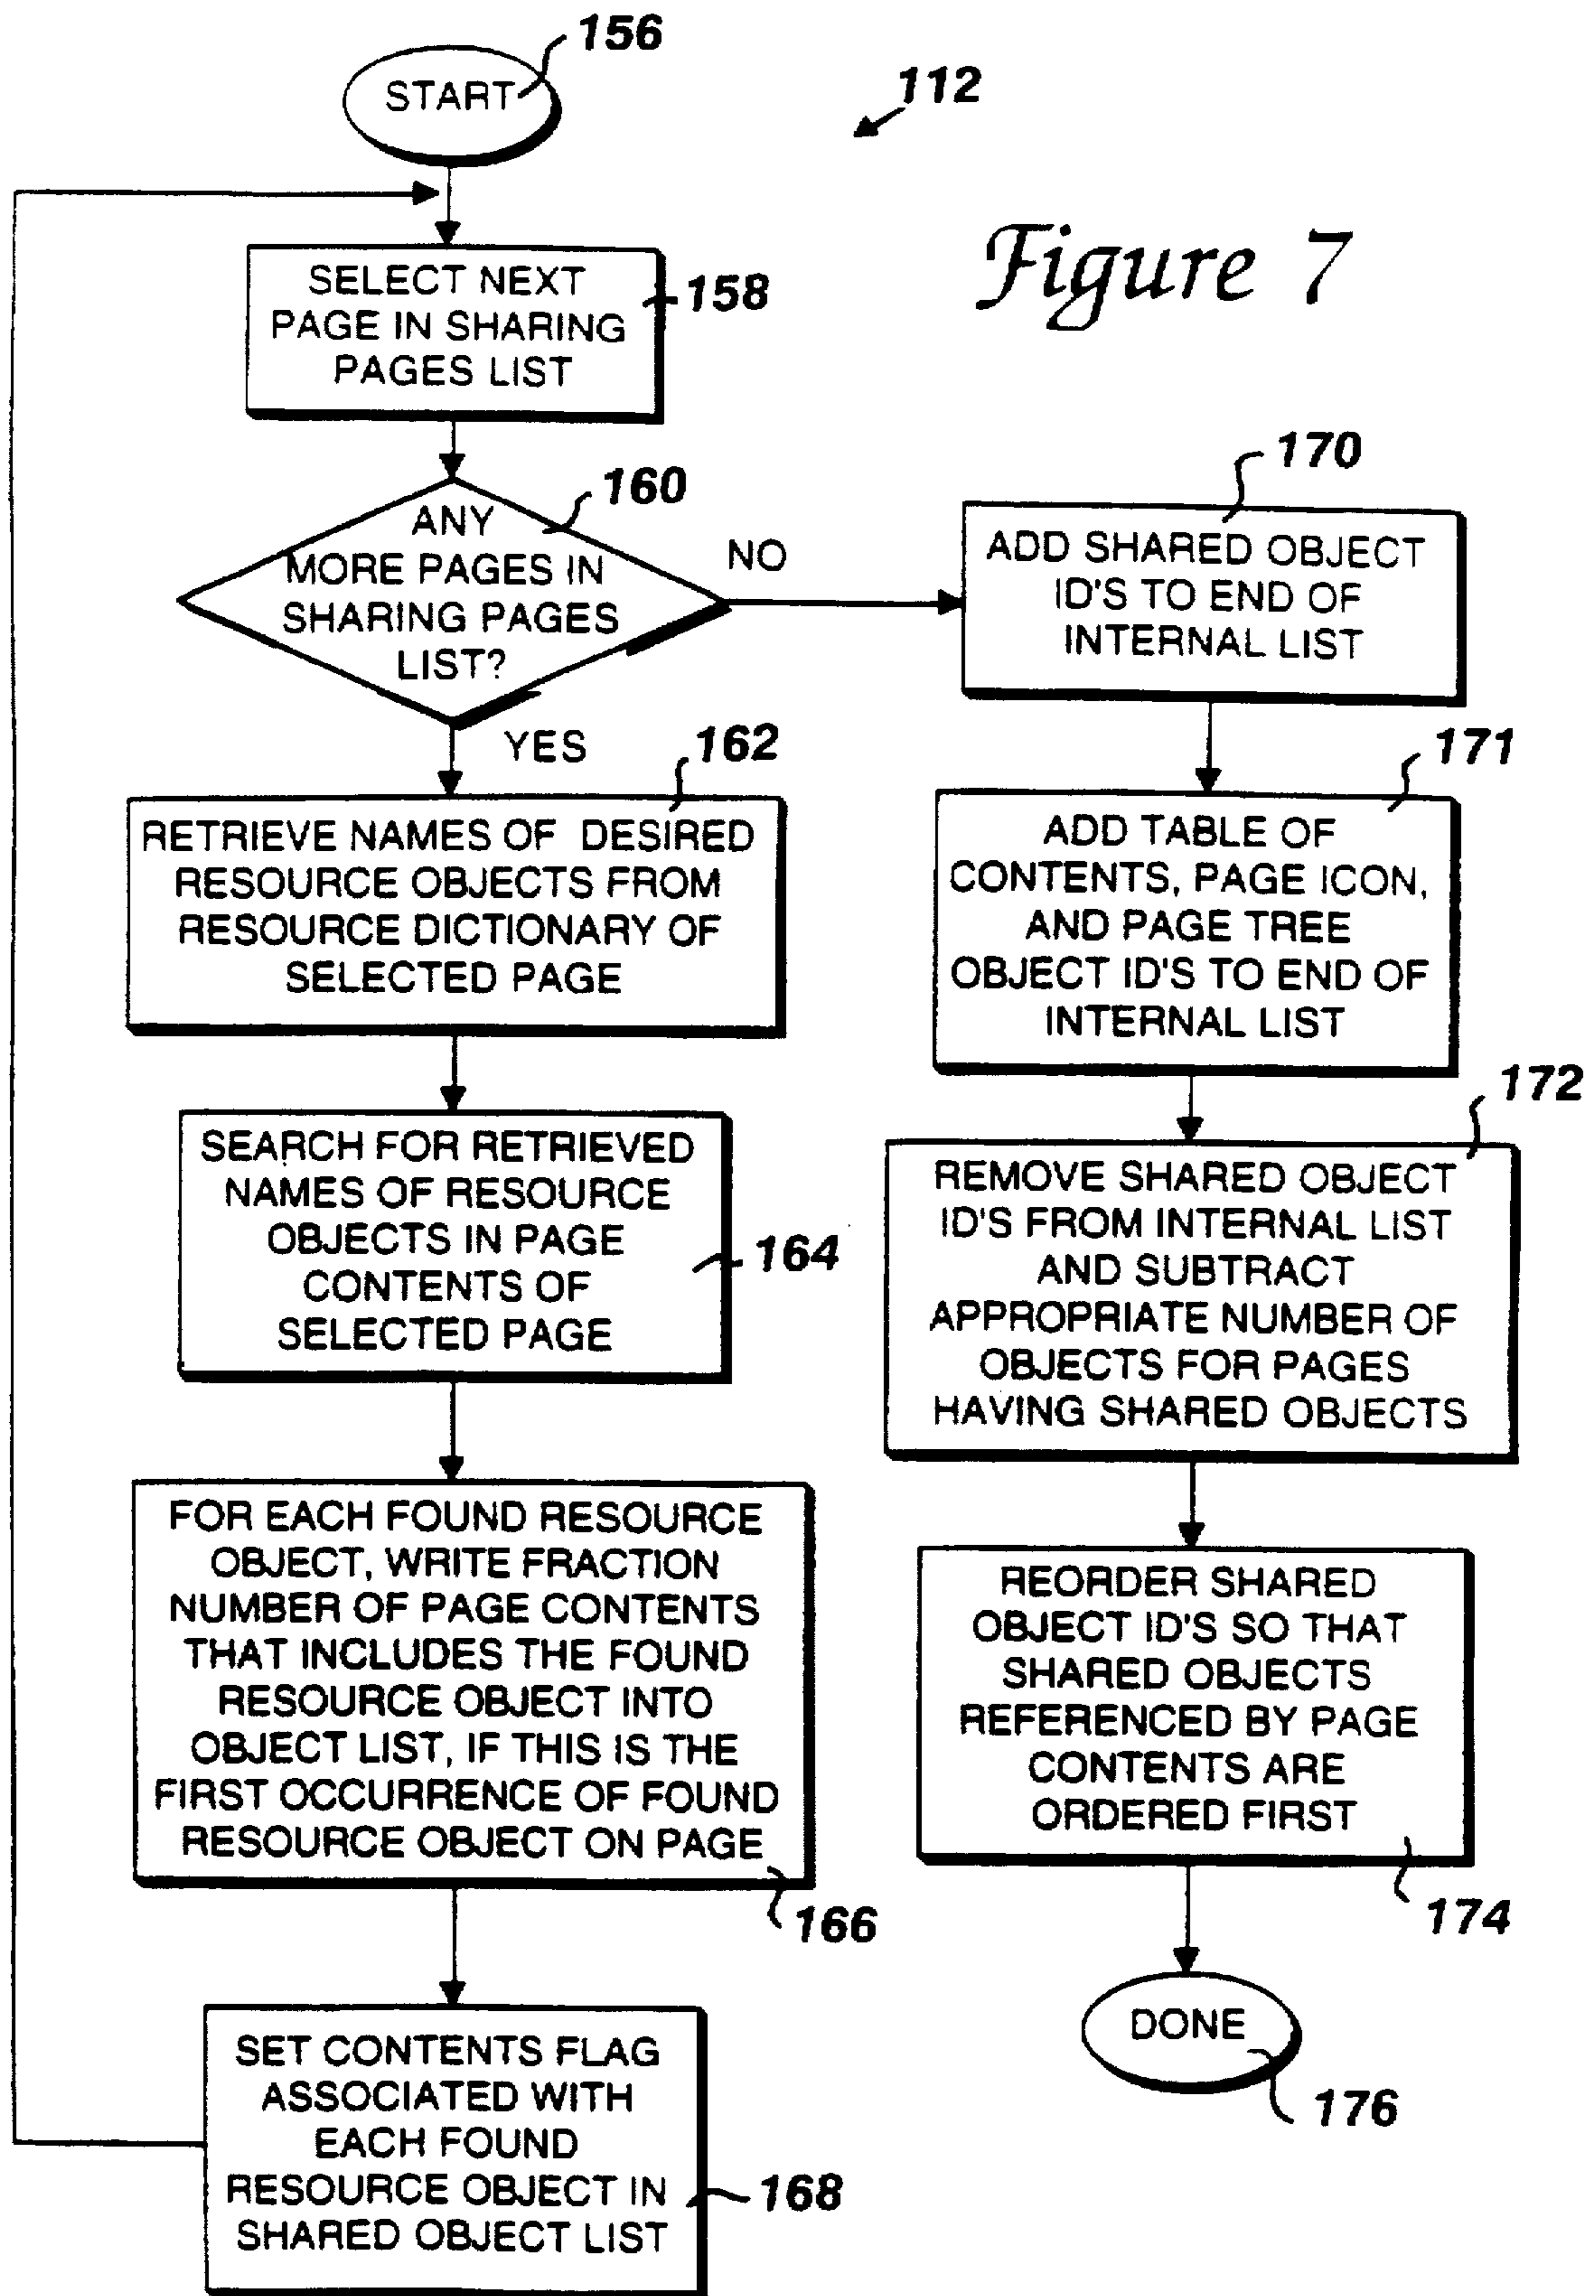 156
START
112
Figure 7
SELECT NEXT
PAGE IN SHARING
PAGES LIST
158
ANY
MORE PAGES IN
SHARING PAGES
LIST?
160
NO
YES
162
RETRIEVE NAMES OF DESIRED
RESOURCE OBJECTS FROM
RESOURCE DICTIONARY OF
SELECTED PAGE
SEARCH FOR RETRIEVED
NAMES OF RESOURCE
OBJECTS IN PAGE
CONTENTS OF
SELECTED PAGE
164
FOR EACH FOUND RESOURCE
OBJECT, WRITE FRACTION
NUMBER OF PAGE CONTENTS
THAT INCLUDES THE FOUND
RESOURCE OBJECT INTO
OBJECT LIST, IF THIS IS THE
FIRST OCCURRENCE OF FOUND
RESOURCE OBJECT ON PAGE
166
SET CONTENTS FLAG
ASSOCIATED WITH
EACH FOUND
RESOURCE OBJECT IN
SHARED OBJECT LIST
168
170
ADD SHARED OBJECT
ID'S TO END OF
INTERNAL LIST
171
ADD TABLE OF
CONTENTS, PAGE ICON,
AND PAGE TREE
OBJECT ID'S TO END OF
INTERNAL LIST
172
REMOVE SHARED OBJECT
ID'S FROM INTERNAL LIST
AND SUBTRACT
APPROPRIATE NUMBER OF
OBJECTS FOR PAGES
HAVING SHARED OBJECTS
REORDER SHARED
OBJECT ID'S SO THAT
SHARED OBJECTS
REFERENCED BY PAGE
CONTENTS ARE
ORDERED FIRST
174
DONE
176